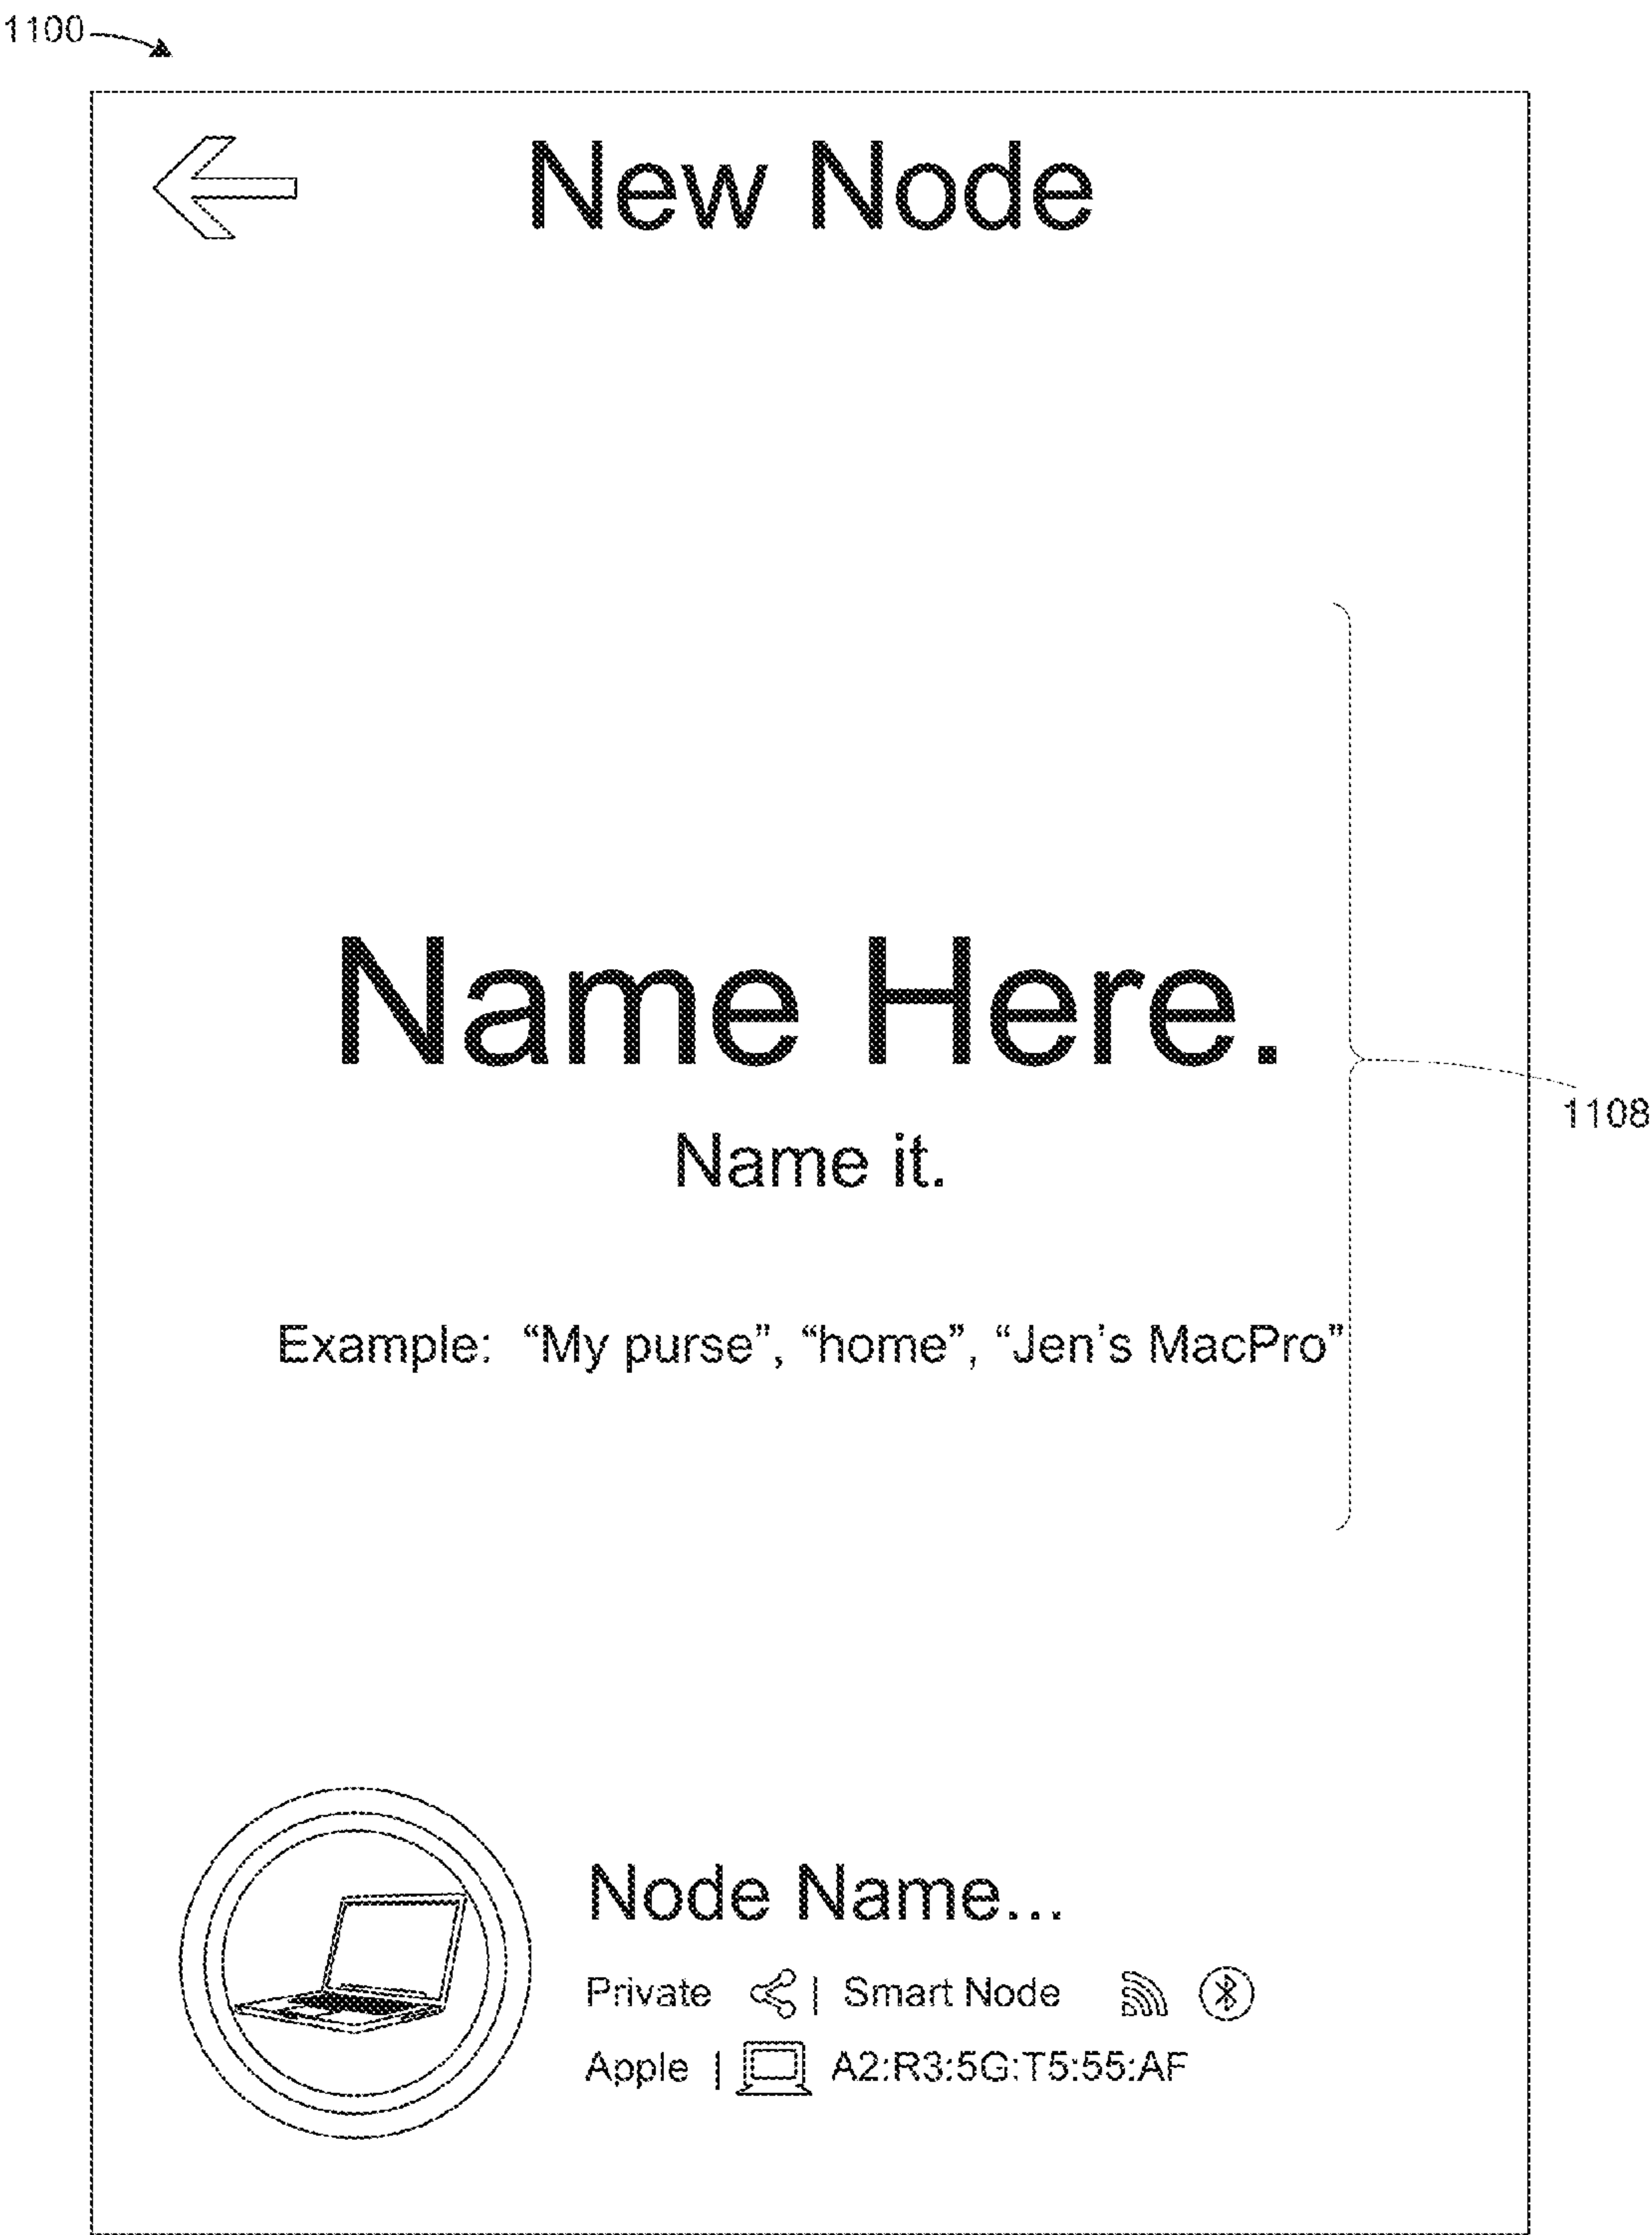 1100
New Node
Name Here.
1108
Name it.
Example: “My purse”, “home”, “Jen's MacPro”
Node Name...
Private | Smart Node
Apple | A2:R3:5G:T5:55:AF